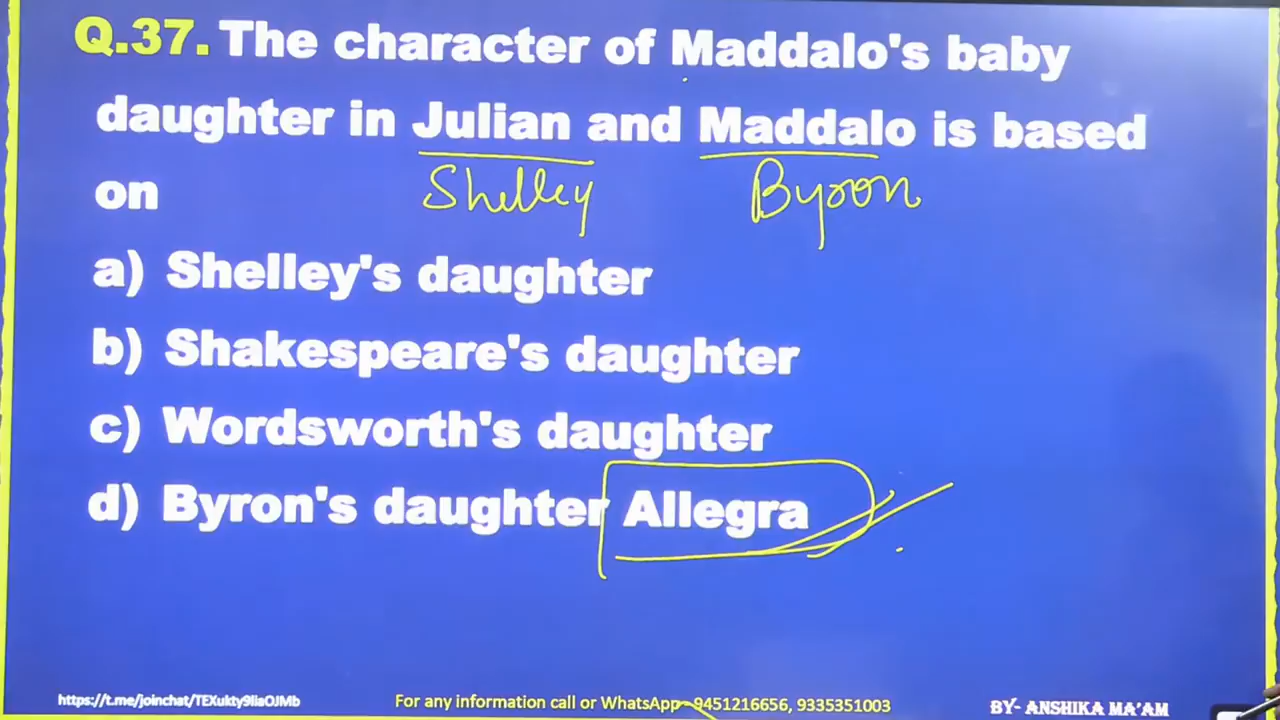 Q.37. The character of Maddalo's baby
daughter in Julian and Maddalo is based
Shelley Byron
on
a) Shelley's daughter
b) Shakespeare's daughter
c) Wordsworth's daughter
d) Byron's daughter Allegra
https://t.me/joinchat/TEXukty9liaOJMb
For any information call or WhatsApp - 9451216656, 9335351003
BY- ANSHIKA MA'AM